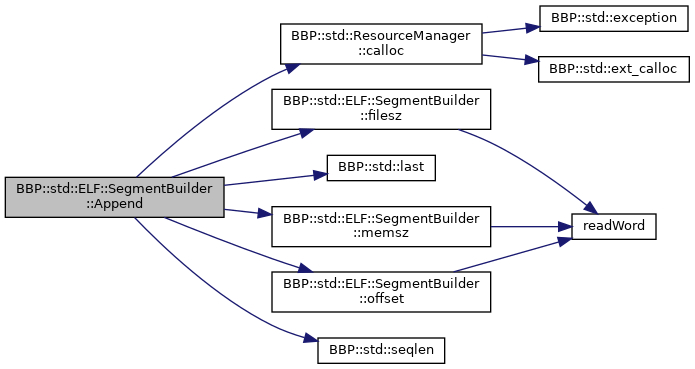 BBP::std::ELF::SegmentBuilder
::Append
BBP::std::ResourceManager
::calloc
BBP::std::exception
BBP::std::ext_calloc
BBP::std::ELF::SegmentBuilder
::filesz
BBP::std::last
BBP::std::ELF::SegmentBuilder
::memsz
readWord
BBP::std::ELF::SegmentBuilder
::offset
BBP::std::seqlen